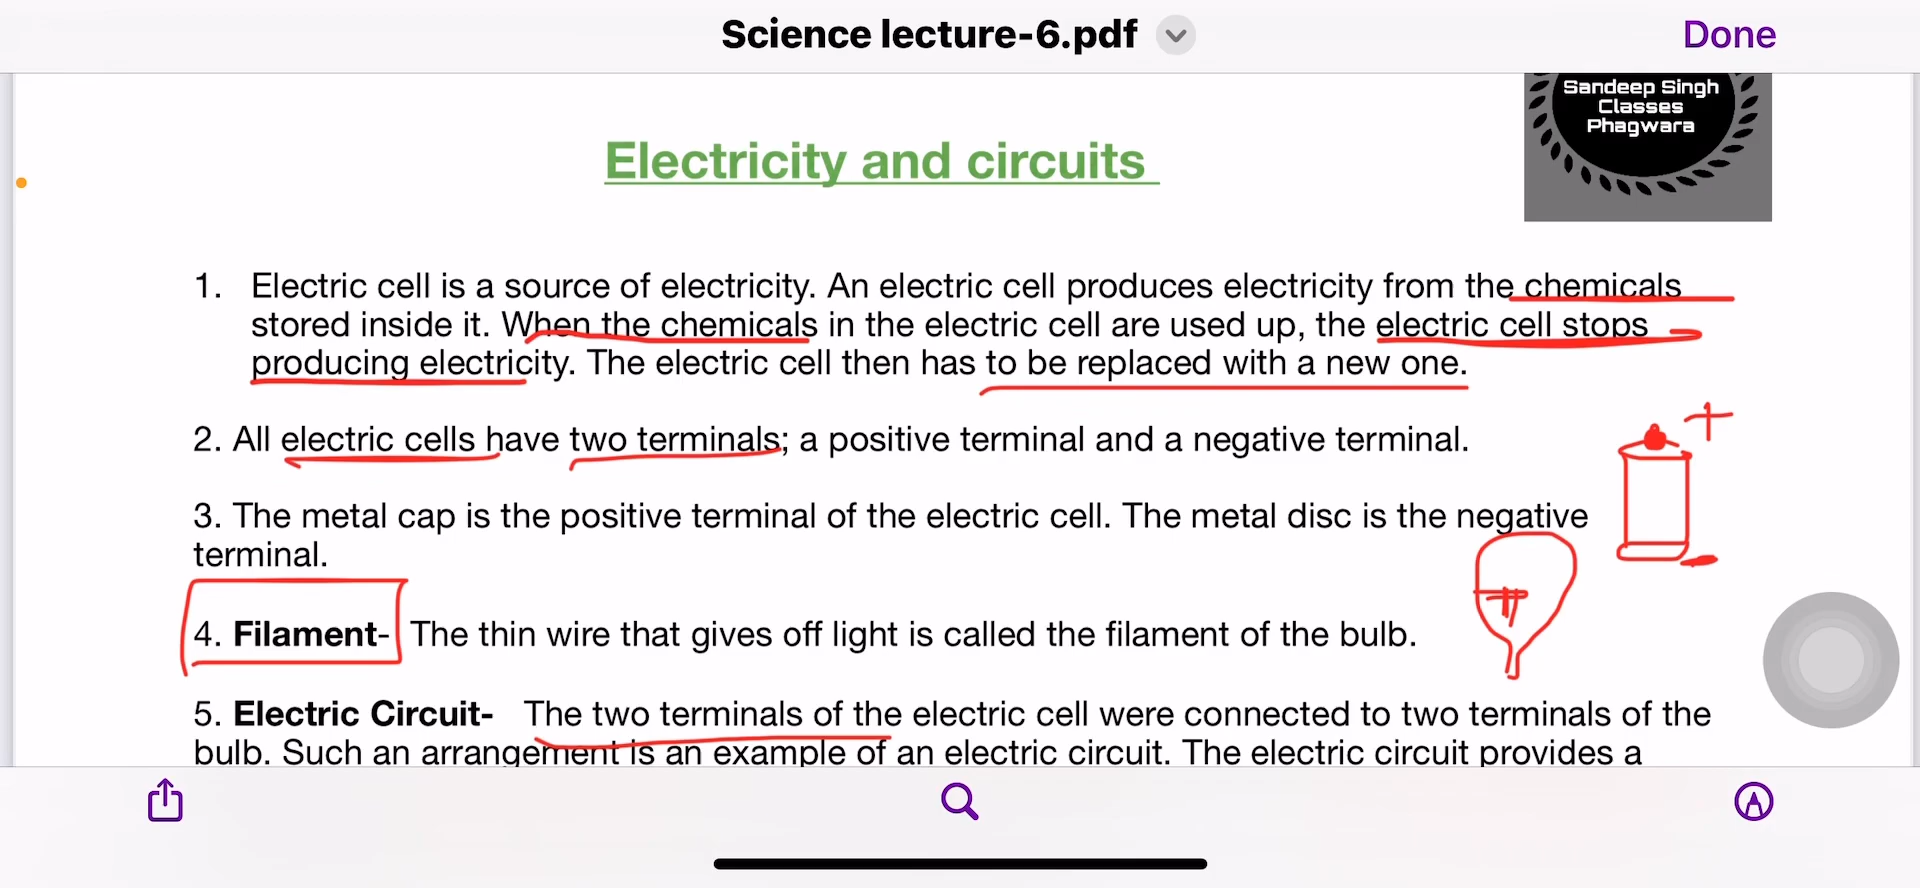 Science lecture-6.pdf
Done
Sandeep Singh
Classes
Phagwara
Electricity and circuits
1. Electric cell is a source of electricity. An electric cell produces electricity from the chemicals
stored inside it. When the chemicals in the electric cell are used up, the electric cell stops
producing electricity. The electric cell then has to be replaced with a new one.
+
2. All electric cells have two terminals; a positive terminal and a negative terminal.
3. The metal cap is the positive terminal of the electric cell. The metal disc is the negative
terminal.
-
4. Filament- The thin wire that gives off light is called the filament of the bulb.
5. Electric Circuit- The two terminals of the electric cell were connected to two terminals of the
bulb. Such an arrangement is an example of an electric circuit. The electric circuit provides a